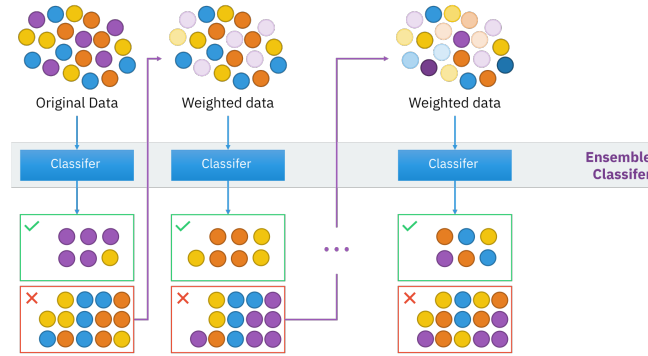 Original Data
Weighted data
Weighted data
Classifer
Classifer
Classifer
Ensemble
Classifer